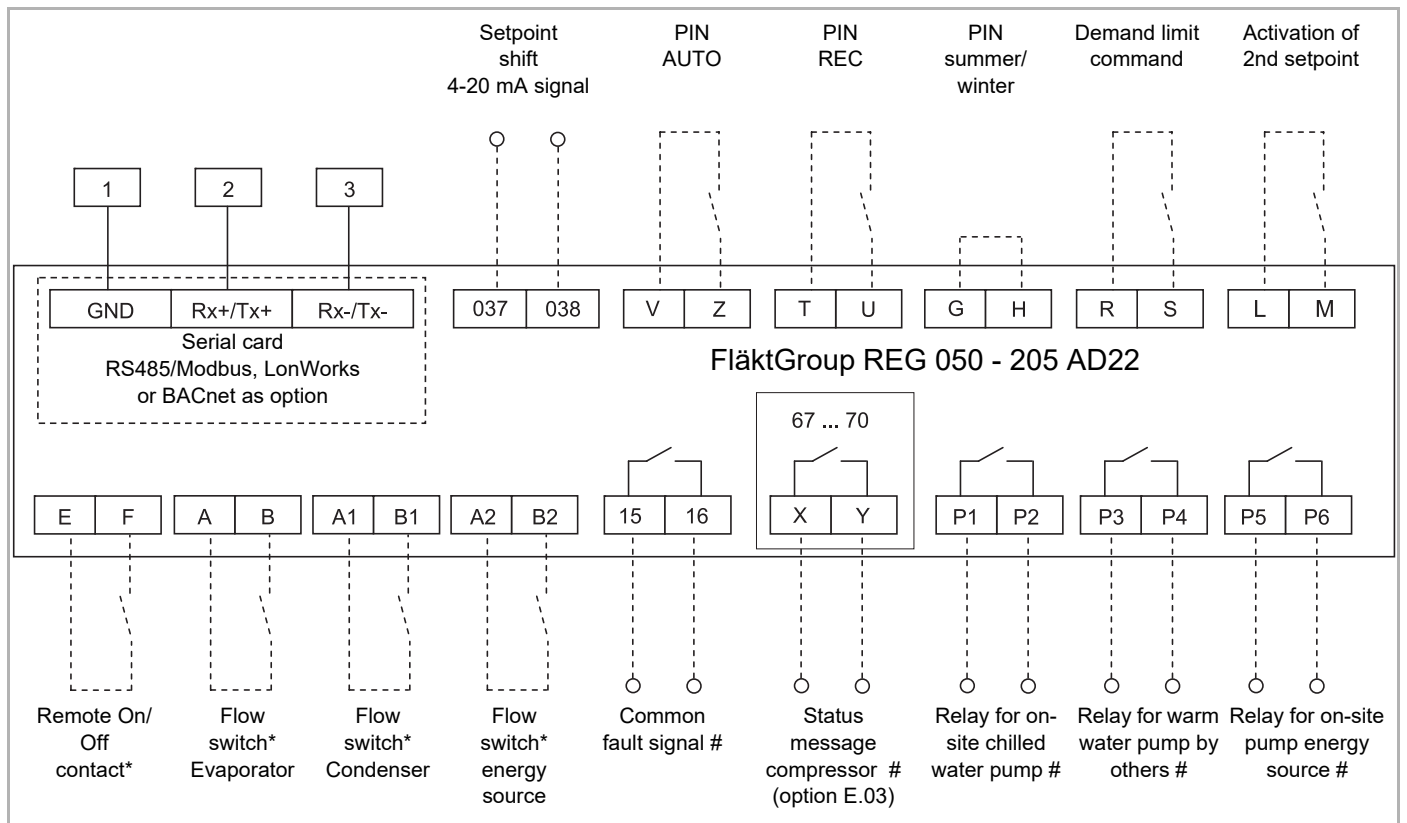 Setpoint
shift
4-20 mA signal
PIN
AUTO
PIN
REC
PIN
summer/
winter
Demand limit
command
Activation of
2nd setpoint
1
2
3
GND
Rx+/Tx+
Rx-/Tx-
Serial card
RS485/Modbus, LonWorks
or BACnet as option
037
038
V
Z
T
U
G
H
R
S
L
M
FläktGroup REG 050 - 205 AD22
67 ... 70
E
F
A
B
A1
B1
A2
B2
15
16
X
Y
P1
P2
P3
P4
P5
P6
Remote On/
Off
contact*
Flow
switch*
Evaporator
Flow
switch*
Condenser
Flow
switch*
energy
source
Common
fault signal #
Status
message
compressor #
(option E.03)
Relay for on-
site chilled
water pump #
Relay for warm
water pump by
others #
Relay for on-site
pump energy
source #